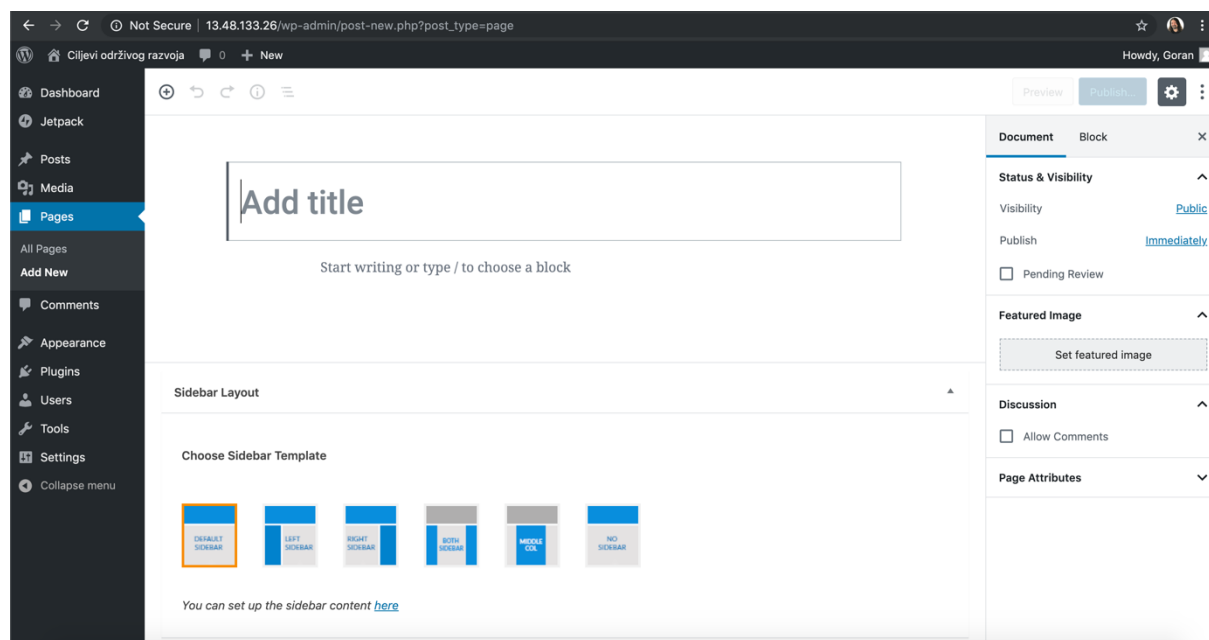 Not Secure | 13.48.133.26/wp-admin/post-new.php?post_type=page
Ciljevi održivog razvoja 0 + New
Howdy, Goran
Dashboard
Jetpack
Posts
Media
Pages
All Pages
Add New
Comments
Appearance
Plugins
Users
Tools
Settings
Collapse menu
Preview
Publish...
Add title
Start writing or type / to choose a block
Sidebar Layout
Choose Sidebar Template
DEFAULT
SIDEBAR
LEFT
SIDEBAR
RIGHT
SIDEBAR
BOTH
SIDEBAR
MIDDLE
COL
NO
SIDEBAR
You can set up the sidebar content here
Document Block
Status & Visibility
Visibility Public
Publish Immediately
Pending Review
Featured Image
Set featured image
Discussion
Allow Comments
Page Attributes